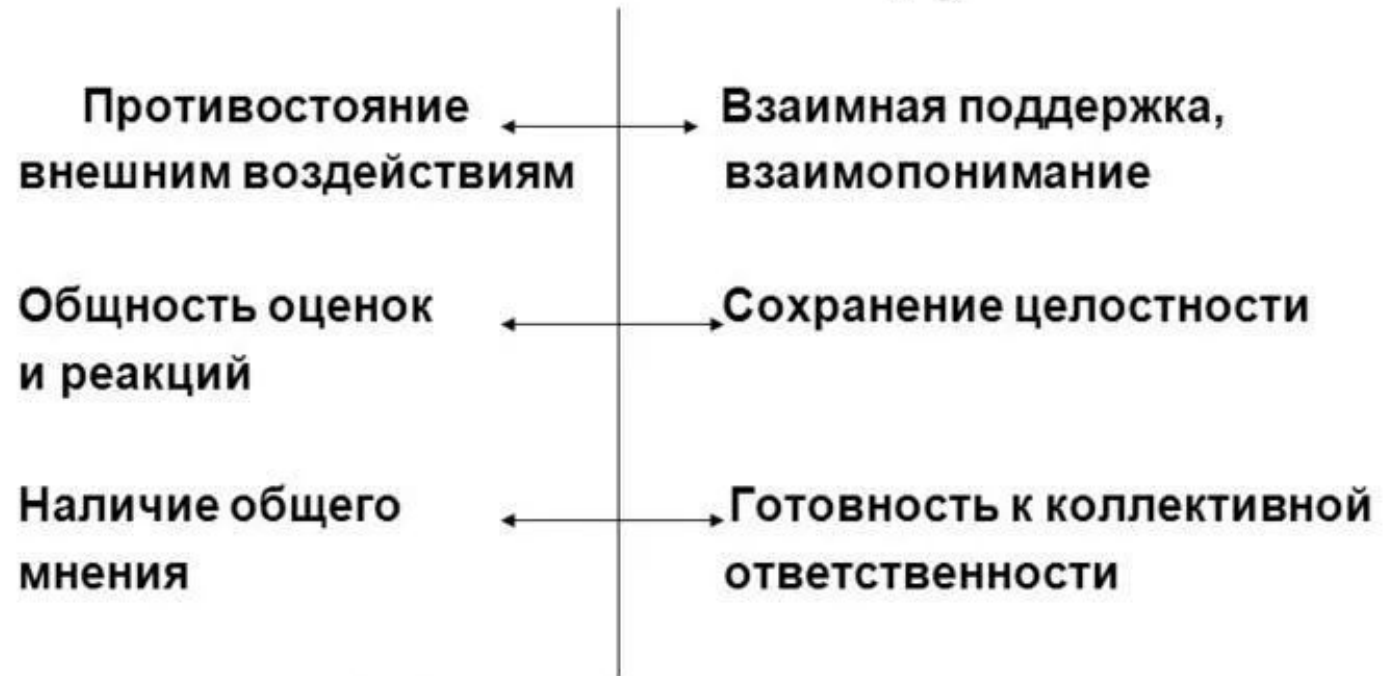 Противостояние
внешним воздействиям
Взаимная поддержка,
взаимопонимание
Общность оценок
и реакций
Сохранение целостности
Наличие общего
мнения
Готовность к коллективной
ответственности